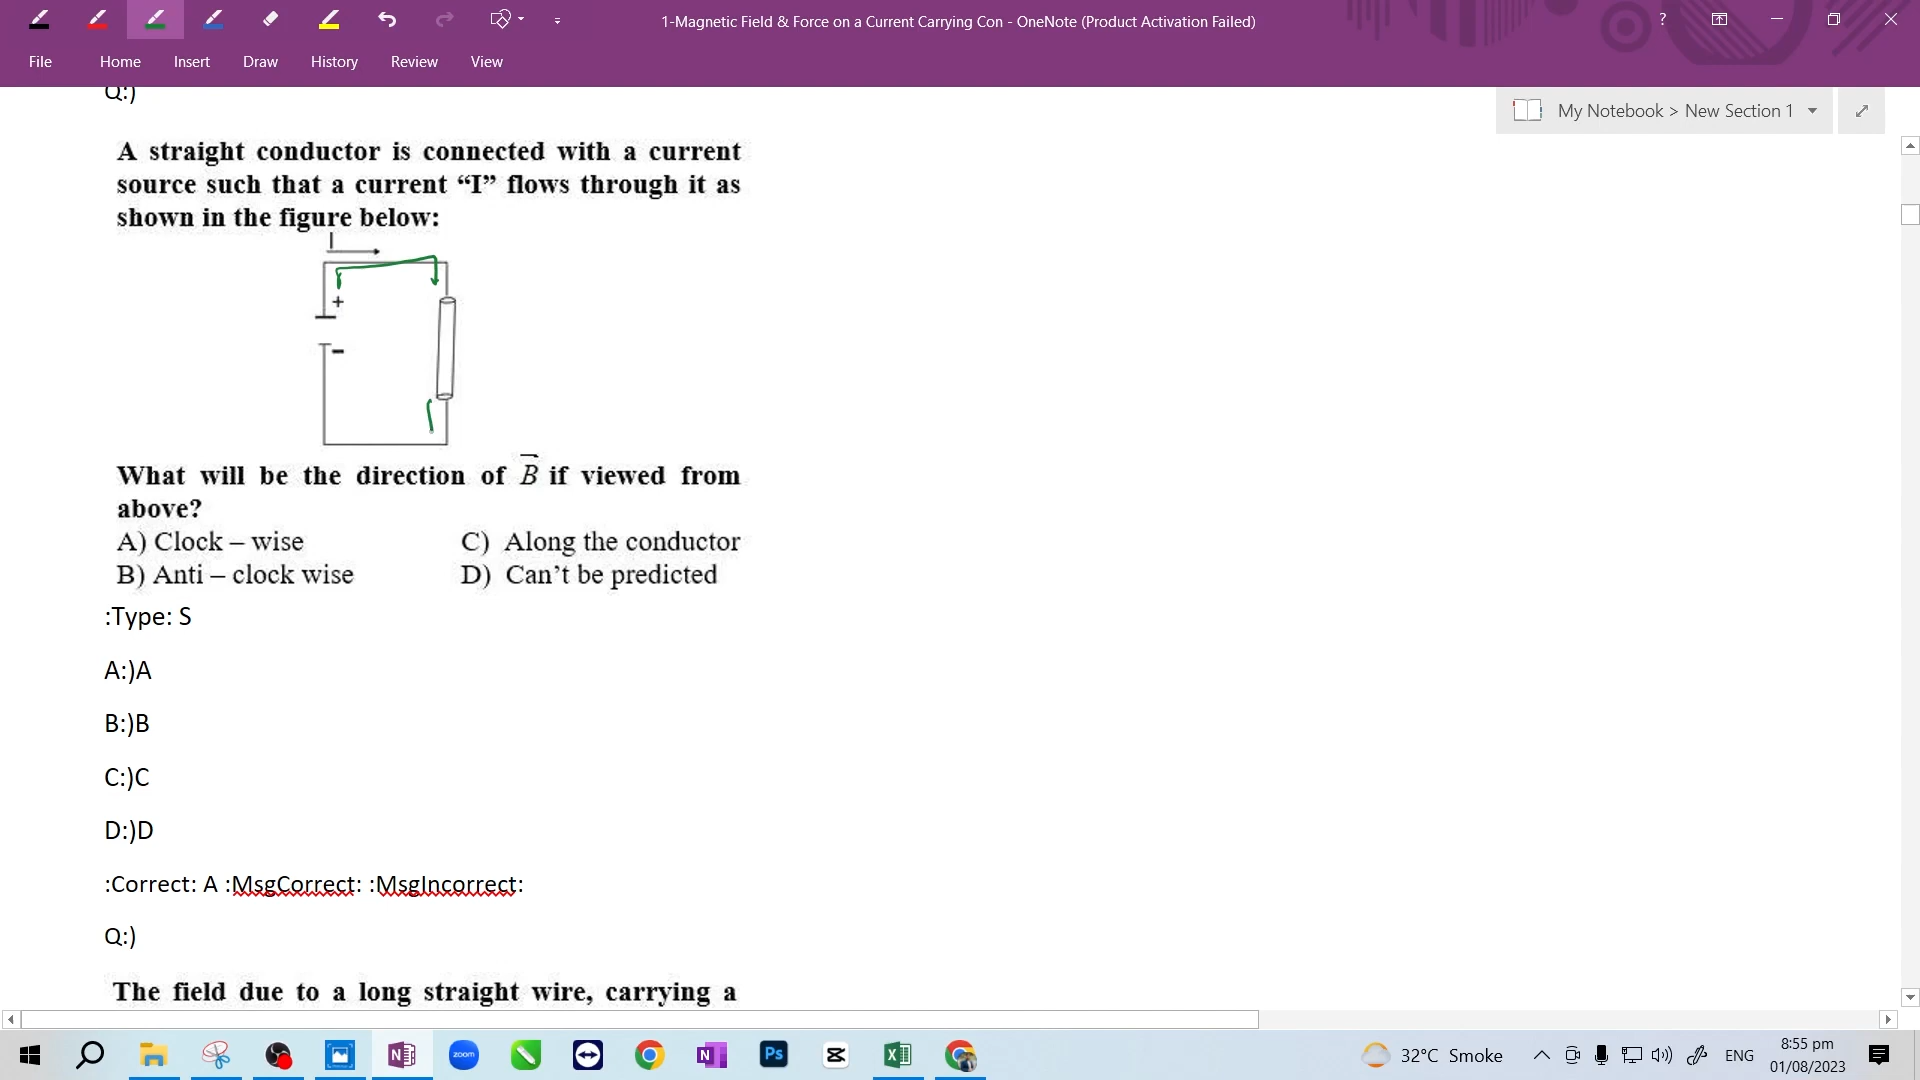 1-Magnetic Field & Force on a Current Carrying Con - OneNote (Product Activation Failed)
?
File Home Insert Draw History Review View
My Notebook > New Section 1
Q:)
A straight conductor is connected with a current
source such that a current “I” flows through it as
shown in the figure below:
I
+
-
What will be the direction of B if viewed from
above?
A) Clock – wise C) Along the conductor
B) Anti – clock wise D) Can’t be predicted
:Type: S
A:)A
B:)B
C:)C
D:)D
:Correct: A :MsgCorrect: :MsgIncorrect:
Q:)
The field due to a long straight wire, carrying a
zoom
N
N
Ps
X
32°C Smoke
ENG
8:55 pm
01/08/2023